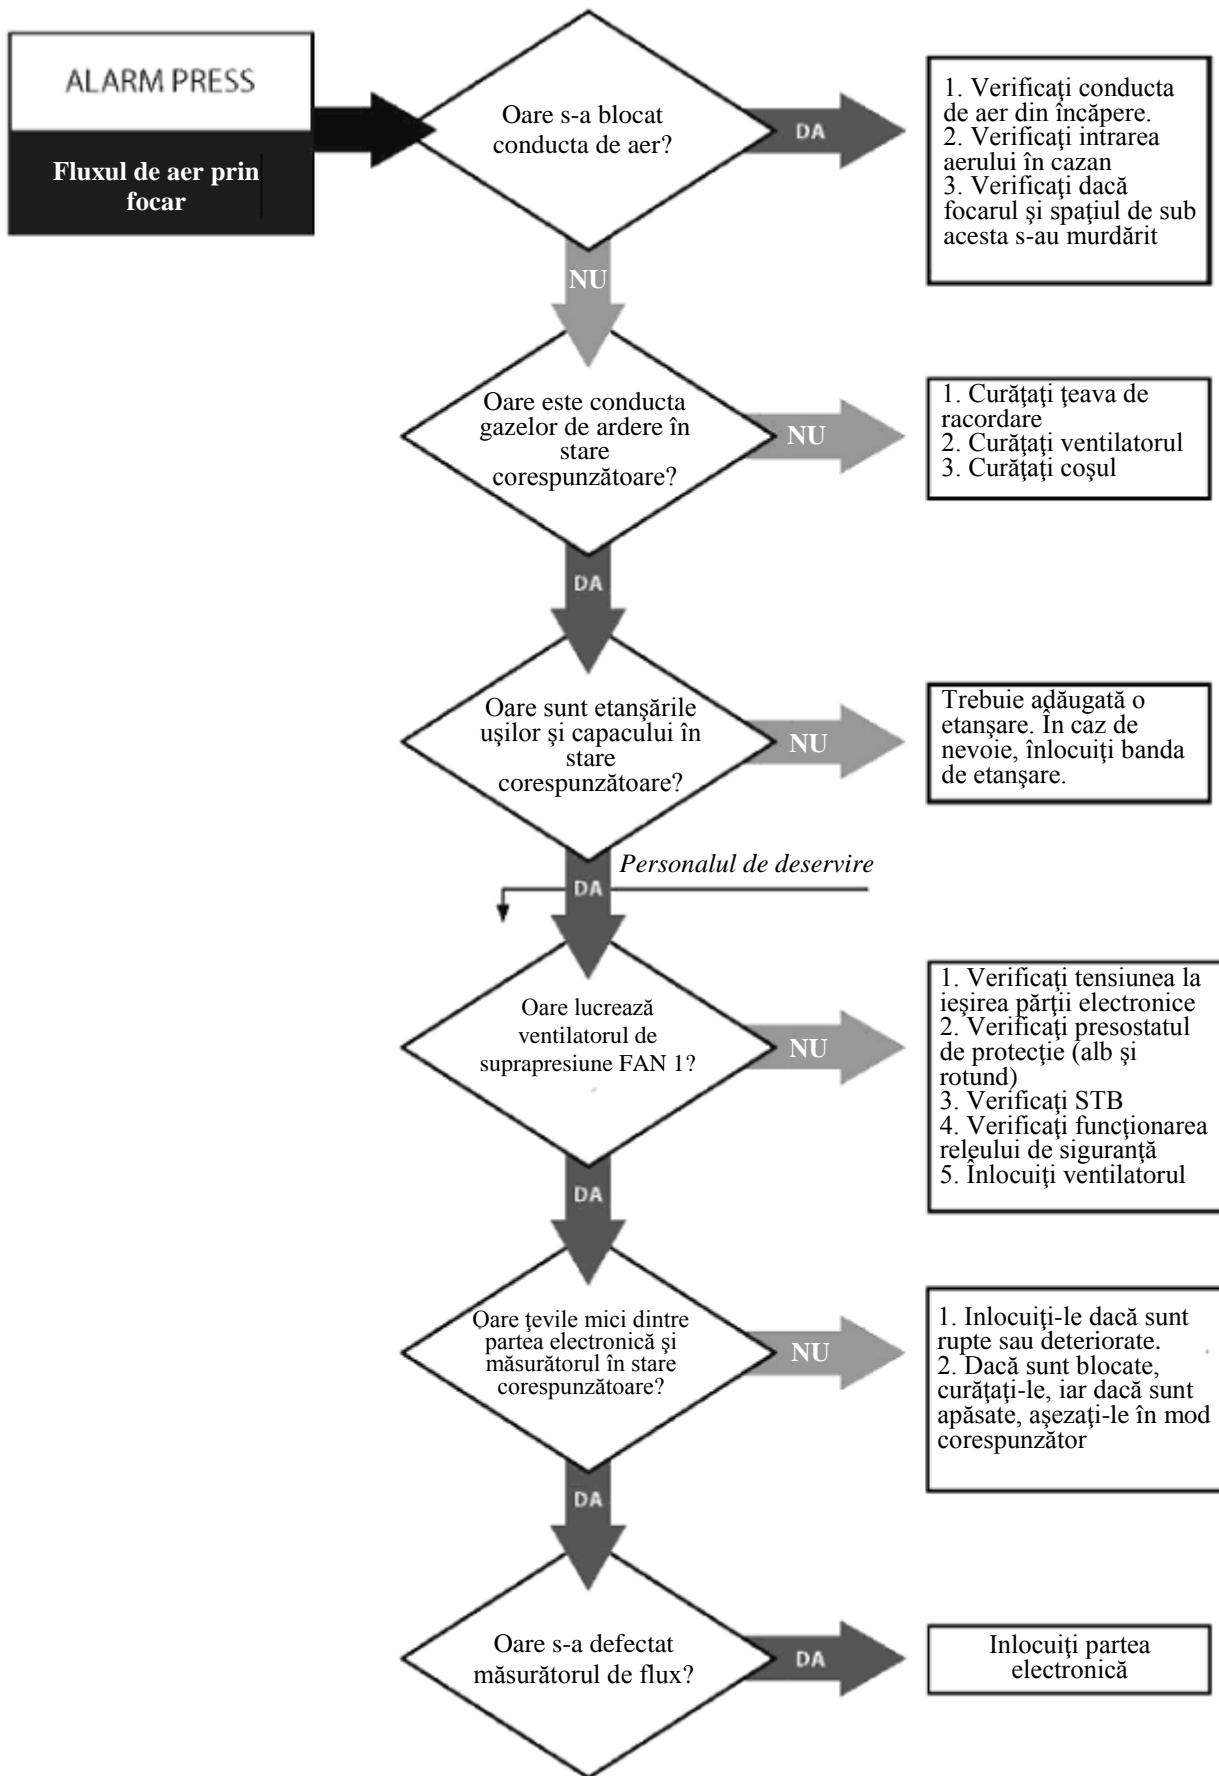 ALARM PRESS
Fluxul de aer prin
focar
Oare s-a blocat
conducta de aer?
DA
1. Verificaţi conducta
de aer din încăpere.
2. Verificaţi intrarea
aerului în cazan
3. Verificaţi dacă
focarul şi spaţiul de sub
acesta s-au murdărit
NU
Oare este conducta
gazelor de ardere în
stare
corespunzătoare?
NU
1. Curăţaţi ţeava de
racordare
2. Curăţaţi ventilatorul
3. Curăţaţi coşul
DA
Oare sunt etanşările
uşilor şi capacului în
stare
corespunzătoare?
NU
Trebuie adăugată o
etanşare. În caz de
nevoie, înlocuiţi banda
de etanşare.
Personalul de deservire
DA
Oare lucrează
ventilatorul de
suprapresiune FAN 1?
NU
1. Verificaţi tensiunea la
ieşirea părţii electronice
2. Verificaţi presostatul
de protecţie (alb şi
rotund)
3. Verificaţi STB
4. Verificaţi funcţionarea
releului de siguranţă
5. Înlocuiţi ventilatorul
DA
Oare ţevile mici dintre
partea electronică şi
măsurătorul în stare
corespunzătoare?
NU
1. Inlocuiţi-le dacă sunt
rupte sau deteriorate.
2. Dacă sunt blocate,
curăţaţi-le, iar dacă sunt
apăsate, aşezaţi-le în mod
corespunzător
DA
Oare s-a defectat
măsurătorul de flux?
DA
Inlocuiţi partea
electronică